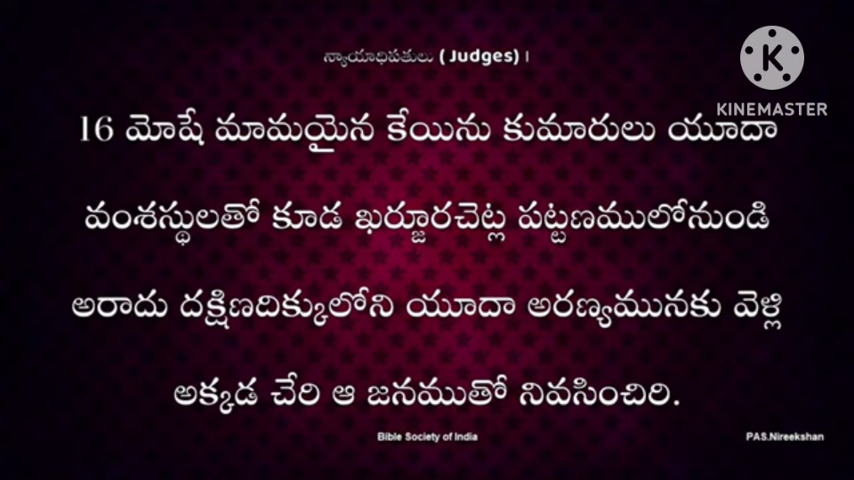 న్యాయాధిపతులు (Judges) I
KINEMASTER
16 మోషే మామయైన కేయిను కుమారులు యూదా
వంశస్థులతో కూడ ఖర్జూరచెట్ల పట్టణములోనుండి
అరాదు దక్షిణదిక్కులోని యూదా అరణ్యమునకు వెళ్లి
అక్కడ చేరి ఆ జనముతో నివసించిరి.
Bible Society of India
PAS.Nireekshan